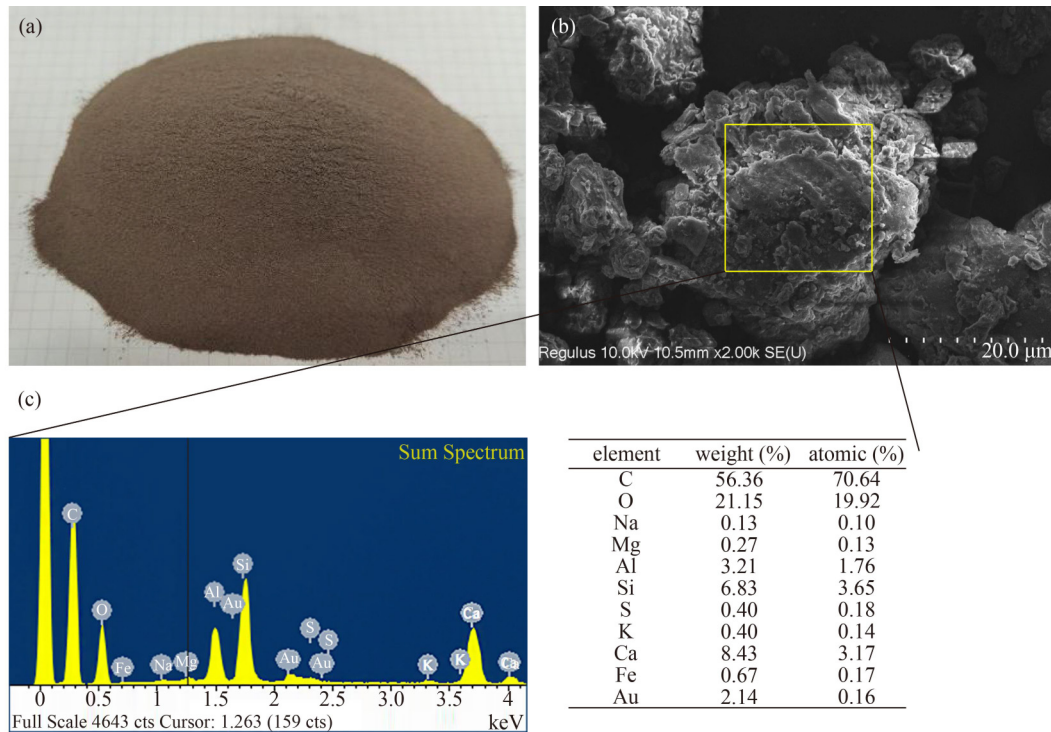 (a)
(b)
Regulus 10.0kV 10.5mm x2.00k SE(U)
20.0 μm
(c)
Sum Spectrum
C
O
Fe
Na
Mg
Al
Au
Si
Au
S
S
Au
K
K
Ca
Ca
0 0.5 1.0 1.5 2.0 2.5 3.0 3.5 4.0
Full Scale 4643 cts Cursor: 1.263 (159 cts) keV
element weight (%) atomic (%)
C 56.36 70.64
O 21.15 19.92
Na 0.13 0.10
Mg 0.27 0.13
Al 3.21 1.76
Si 6.83 3.65
S 0.40 0.18
K 0.40 0.14
Ca 8.43 3.17
Fe 0.67 0.17
Au 2.14 0.16